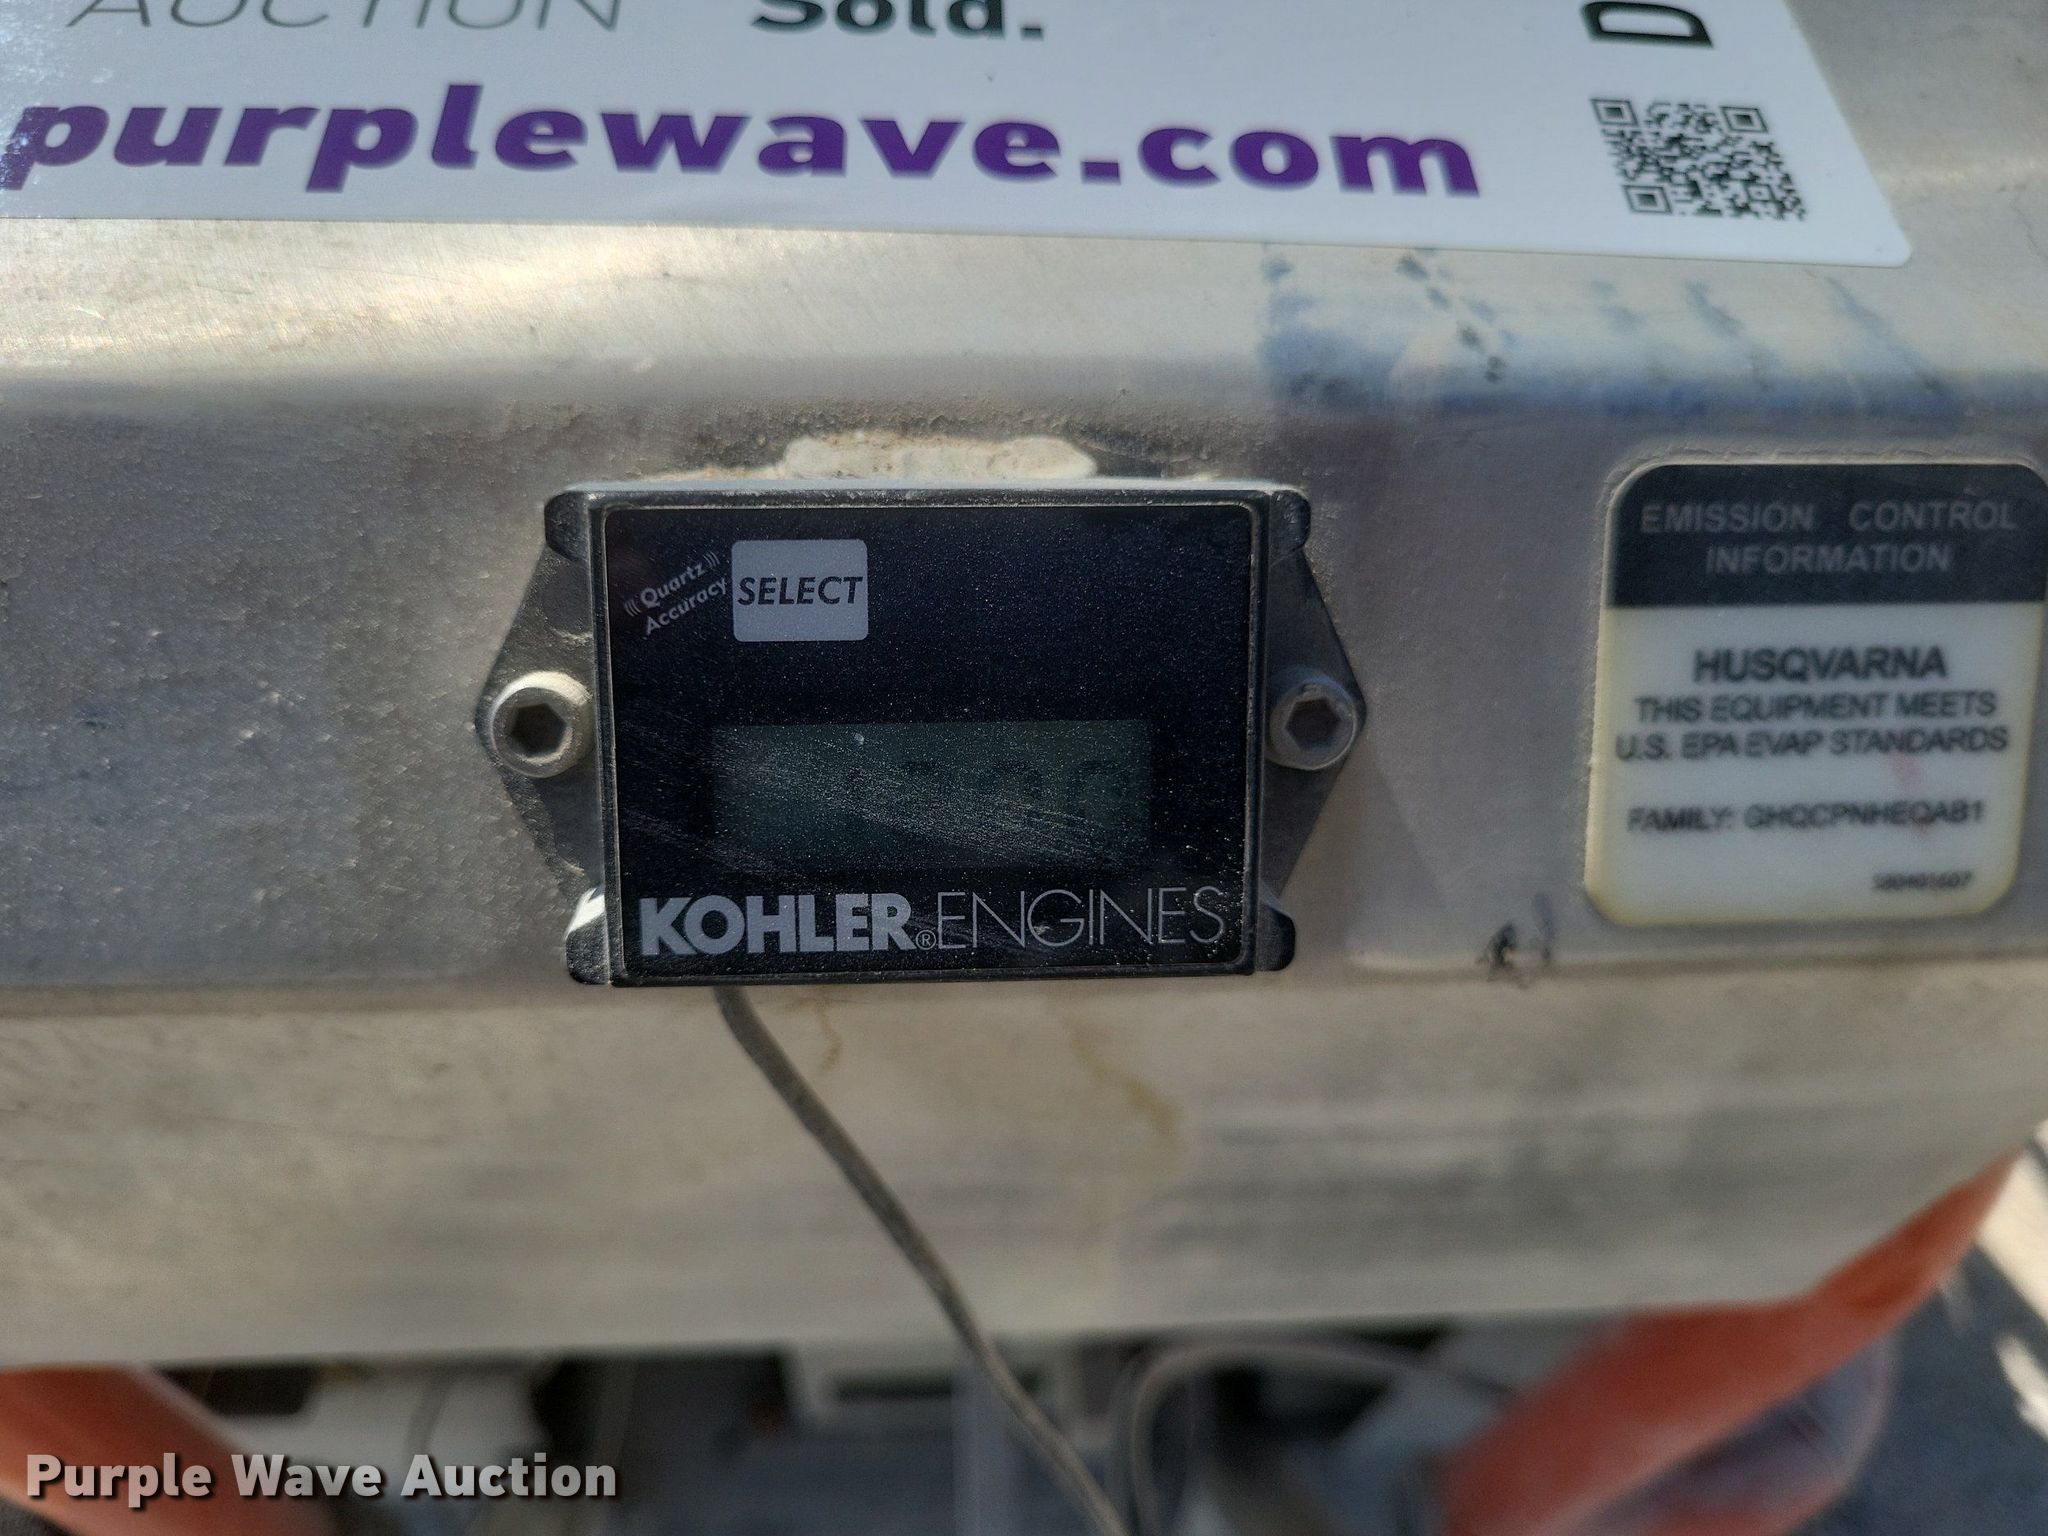 AUCTION Sold.
D
purplewave.com
Quartz
Accuracy
SELECT
KOHLER® ENGINES
EMISSION CONTROL
INFORMATION
HUSQVARNA
THIS EQUIPMENT MEETS
U.S. EPA EVAP STANDARDS
FAMILY: GHQCPNHEQAB1
Purple Wave Auction